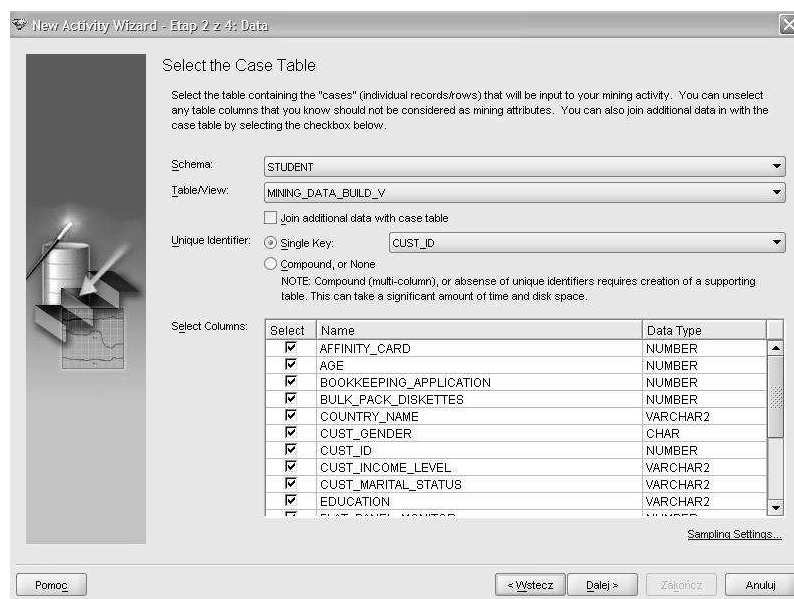 New Activity Wizard - Etap 2 z 4: Data
Select the Case Table
Select the table containing the "cases" (individual records/rows) that will be input to your mining activity. You can unselect
any table columns that you know should not be considered as mining attributes. You can also join additional data in with the
case table by selecting the checkbox below.
Schema: STUDENT
Table/View: MINING_DATA_BUILD_V
Join additional data with case table
Unique Identifier: Single Key: CUST_ID
Compound, or None
NOTE: Compound (multi-column), or absense of unique identifiers requires creation of a supporting
table. This can take a significant amount of time and disk space.
Select Columns: Select Name Data Type
AFFINITY_CARD NUMBER
AGE NUMBER
BOOKKEEPING_APPLICATION NUMBER
BULK_PACK_DISKETTES NUMBER
COUNTRY_NAME VARCHAR2
CUST_GENDER CHAR
CUST_ID NUMBER
CUST_INCOME_LEVEL VARCHAR2
CUST_MARITAL_STATUS VARCHAR2
EDUCATION VARCHAR2
Sampling Settings...
Pomoc < Wstecz Dalej > Zakończ Anuluj